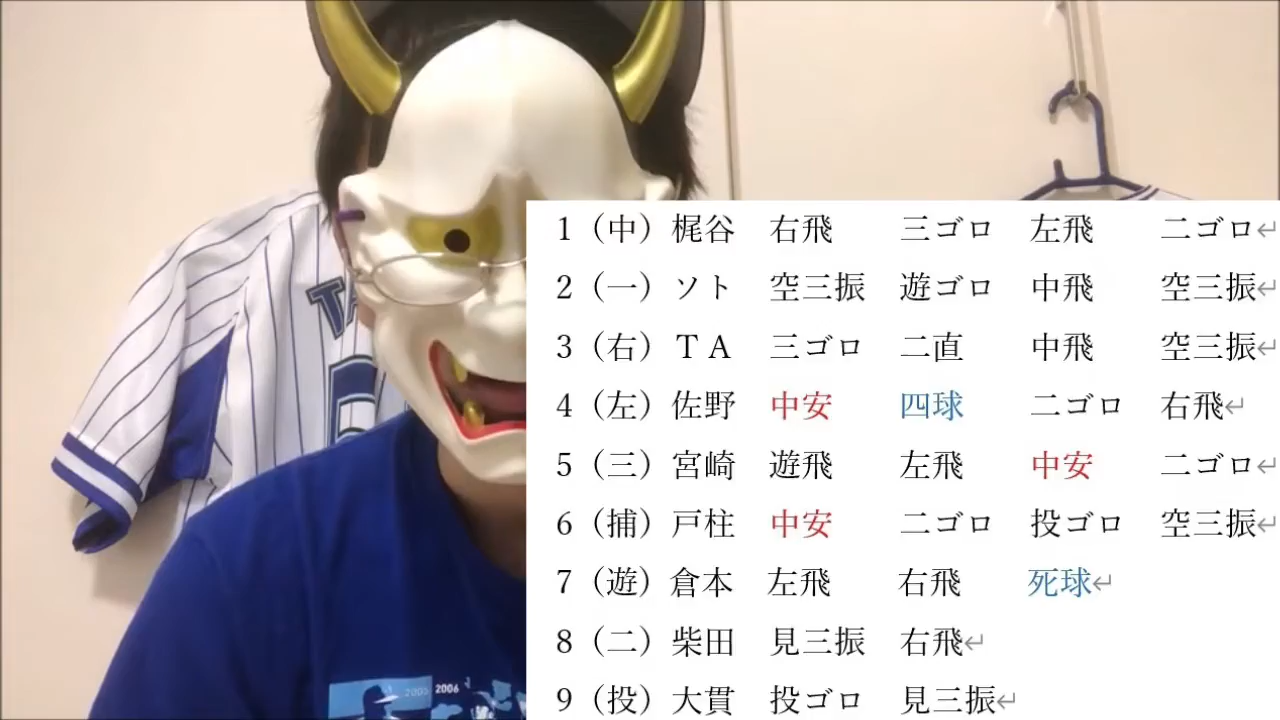 1（中）梶谷 右飛 三ゴロ 左飛 二ゴロ↵
2（一）ソト 空三振 遊ゴロ 中飛 空三振↵
3（右）ＴＡ 三ゴロ 二直 中飛 空三振↵
4（左）佐野 中安 四球 二ゴロ 右飛↵
5（三）宮崎 遊飛 左飛 中安 二ゴロ↵
6（捕）戸柱 中安 二ゴロ 投ゴロ 空三振↵
7（遊）倉本 左飛 右飛 死球↵
8（二）柴田 見三振 右飛↵
9（投）大貫 投ゴロ 見三振↵
2005 2006